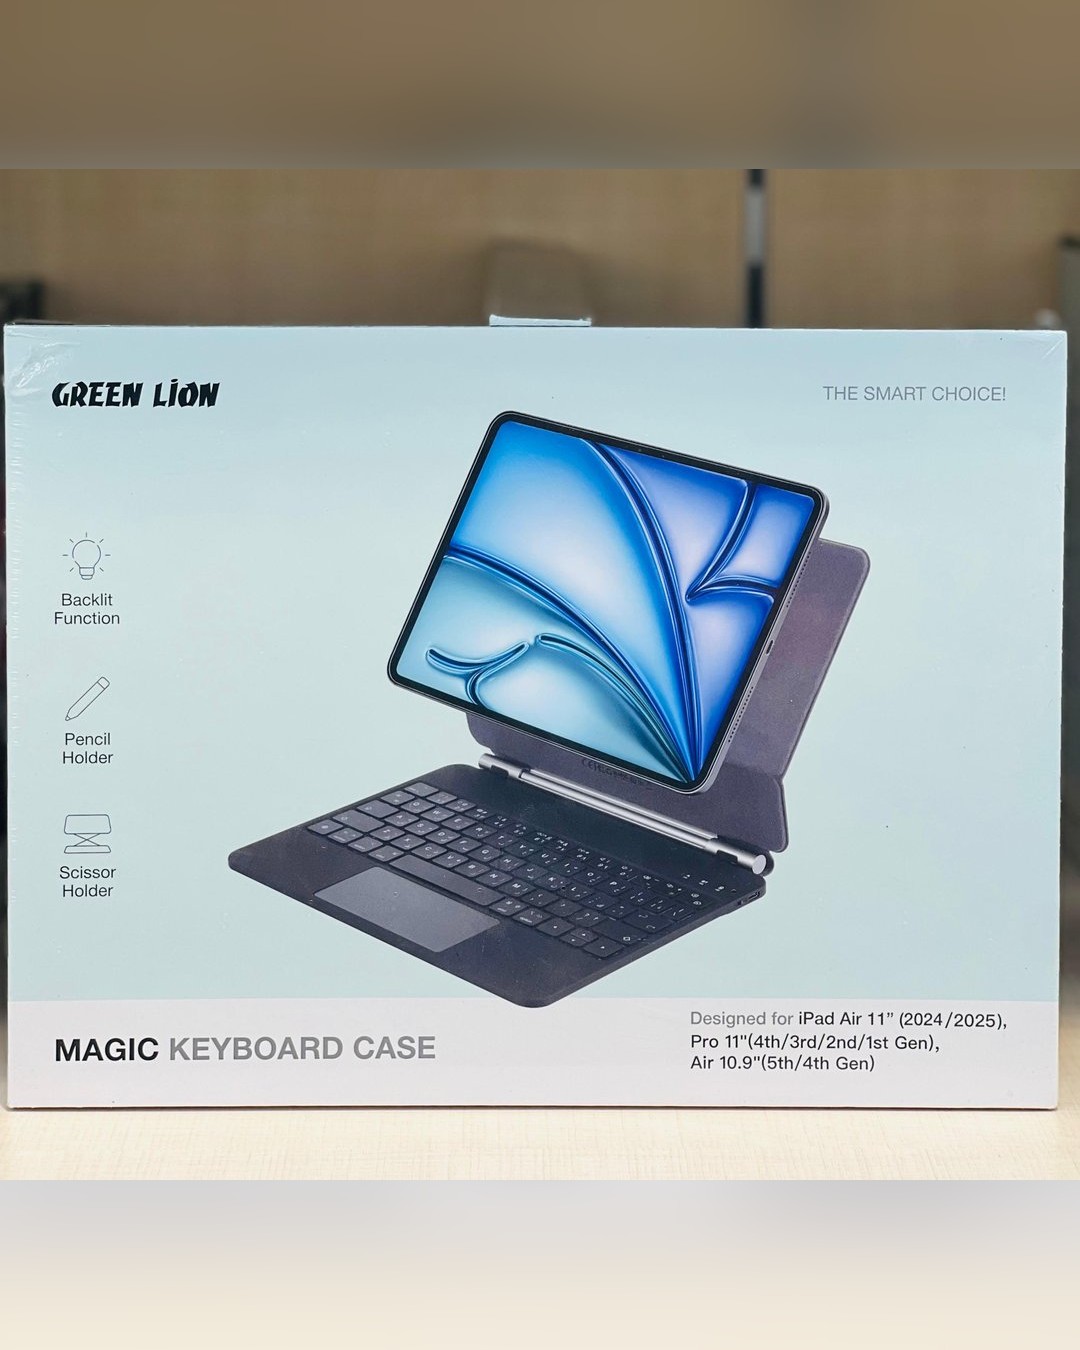 GREEN LiON
THE SMART CHOICE!
Backlit
Function
Pencil
Holder
Scissor
Holder
MAGIC KEYBOARD CASE
Designed for iPad Air 11” (2024/2025),
Pro 11"(4th/3rd/2nd/1st Gen),
Air 10.9"(5th/4th Gen)